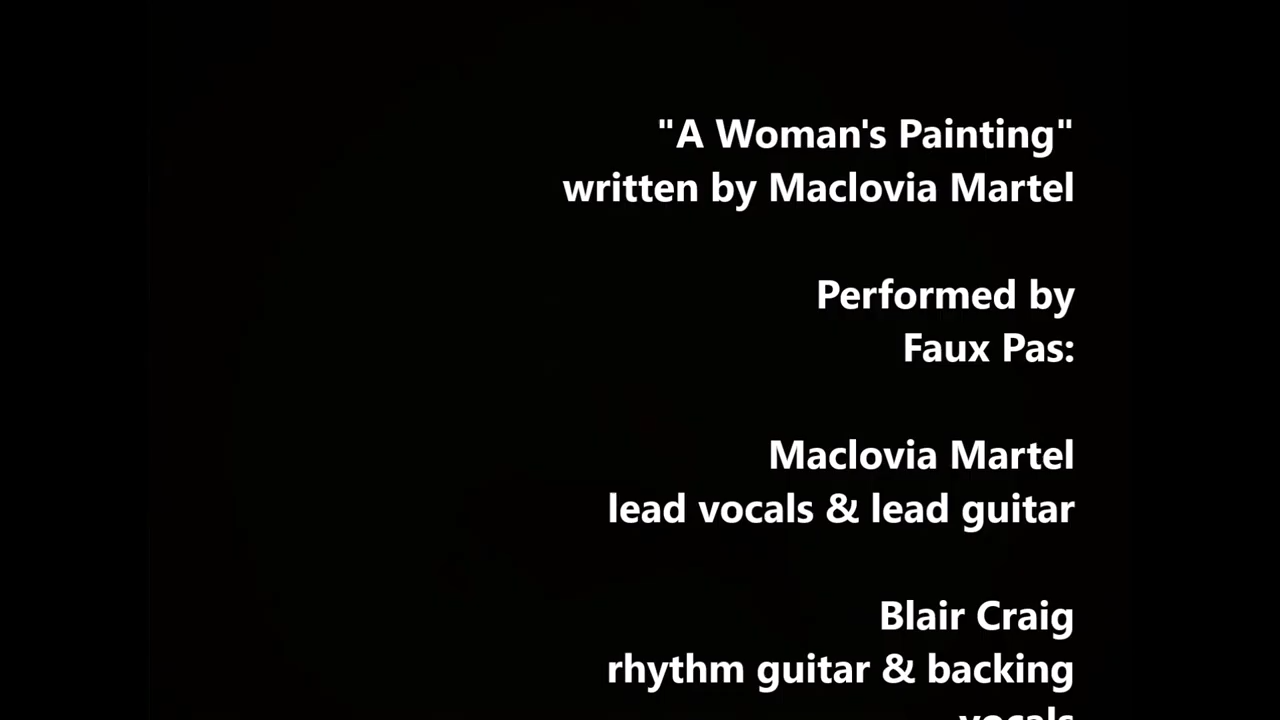 "A Woman's Painting"
written by Maclovia Martel
Performed by
Faux Pas:
Maclovia Martel
lead vocals & lead guitar
Blair Craig
rhythm guitar & backing
vocals